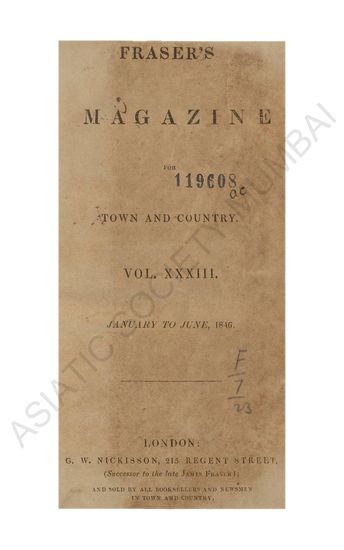 FRASER'S
MAGAZINE
FOR
119608
ac
TOWN AND COUNTRY.
VOL. XXXIII.
JANUARY TO JUNE, 1846.
F
7
23
LONDON:
G. W. NICKISSON, 215 REGENT STREET,
(Successor to the late JAMES FRASER);
AND SOLD BY ALL BOOKSELLERS AND NEWSMEN
IN TOWN AND COUNTRY.
ASIATIC SOCIETY MUMBAI